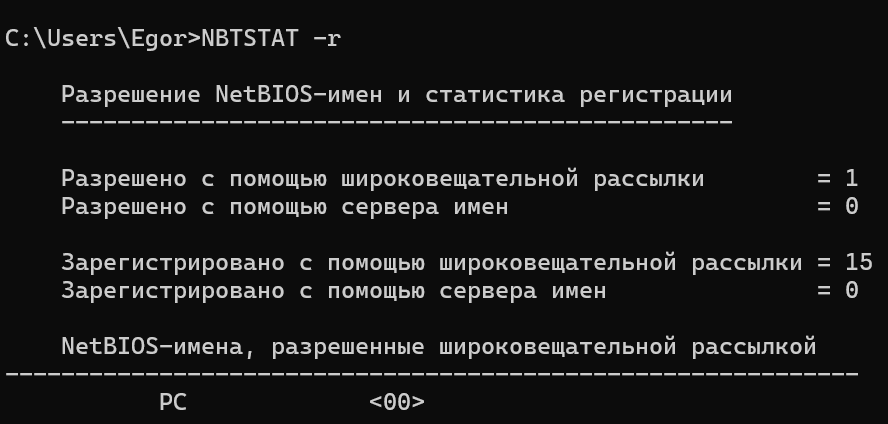 C:\Users\Egor>NBTSTAT -r
Разрешение NetBIOS-имен и статистика регистрации
------------------------------------------------
Разрешено с помощью широковещательной рассылки        = 1
Разрешено с помощью сервера имен                      = 0
Зарегистрировано с помощью широковещательной рассылки = 15
Зарегистрировано с помощью сервера имен               = 0
NetBIOS-имена, разрешенные широковещательной рассылкой
-------------------------------------------------------------
PC             <00>